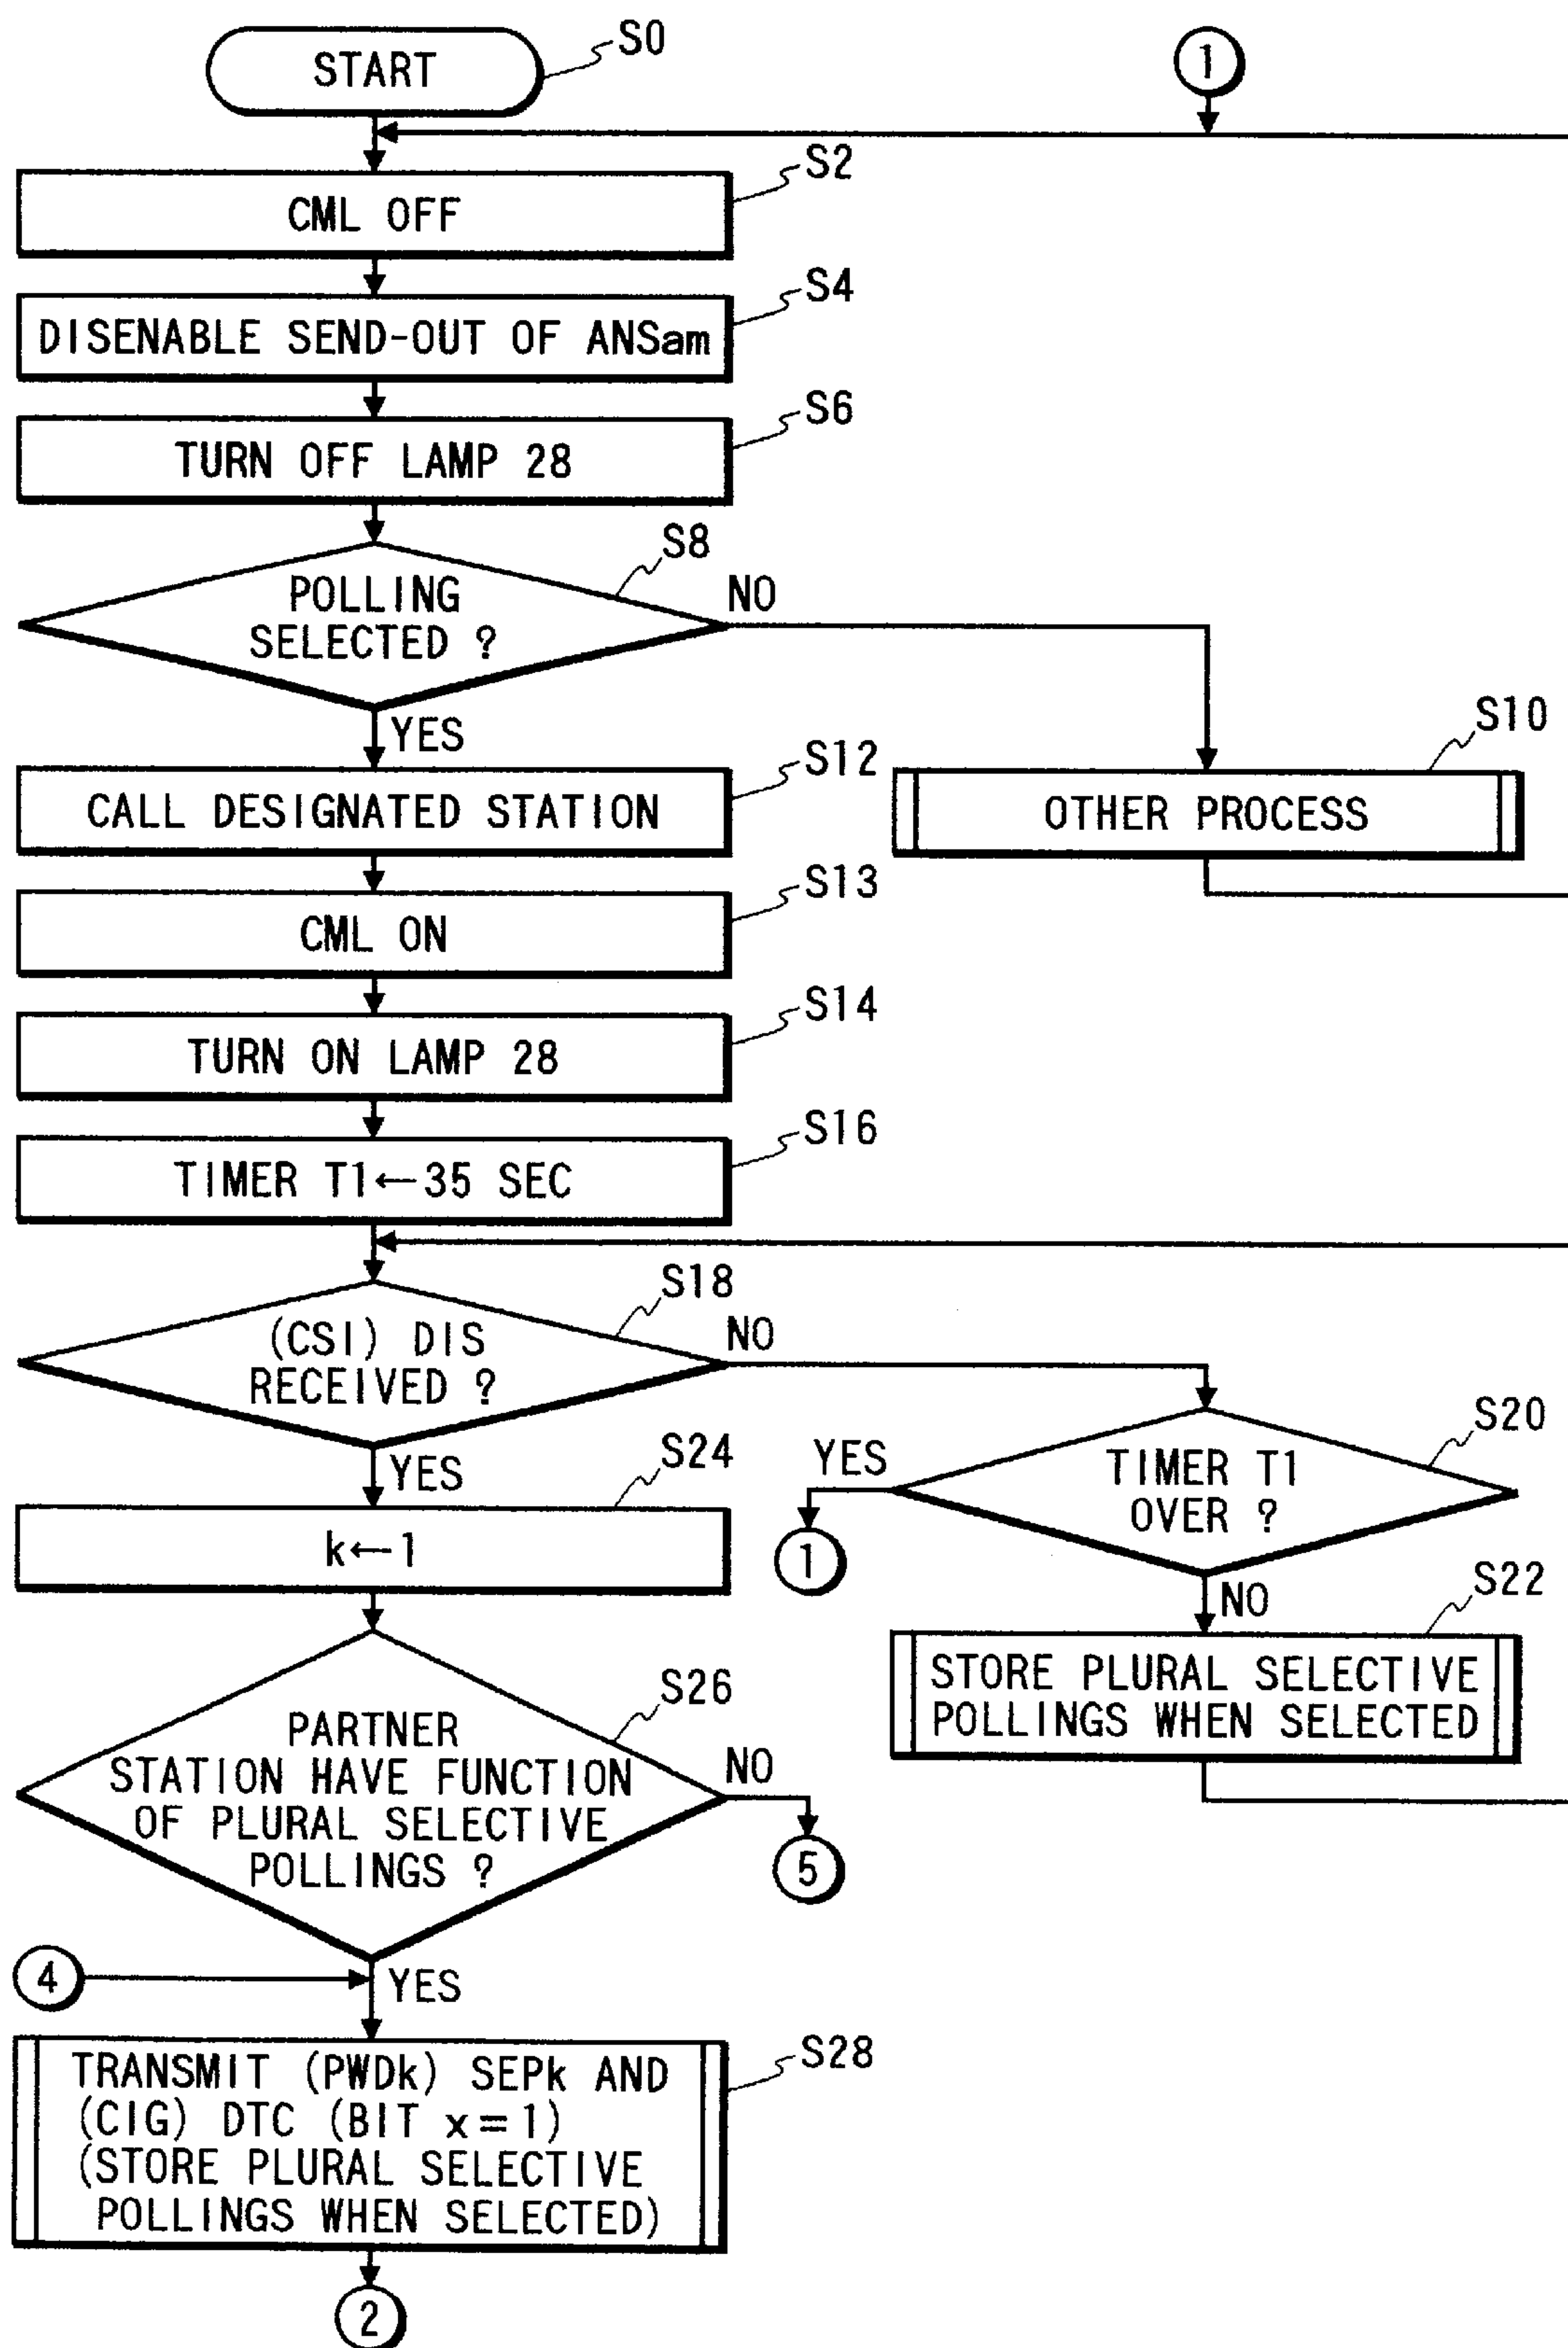 START
S0
1
S2
CML OFF
S4
DISENABLE SEND-OUT OF ANSam
S6
TURN OFF LAMP 28
S8
POLLING
SELECTED ?
NO
YES
S10
OTHER PROCESS
S12
CALL DESIGNATED STATION
S13
CML ON
S14
TURN ON LAMP 28
S16
TIMER T1←35 SEC
S18
(CSI) DIS
RECEIVED ?
NO
YES
S20
TIMER T1
OVER ?
YES
1
NO
S22
STORE PLURAL SELECTIVE
POLLINGS WHEN SELECTED
S24
k←1
S26
PARTNER
STATION HAVE FUNCTION
OF PLURAL SELECTIVE
POLLINGS ?
NO
5
4
YES
S28
TRANSMIT (PWDk) SEPk AND
(CIG) DTC (BIT x=1)
(STORE PLURAL SELECTIVE
POLLINGS WHEN SELECTED)
2